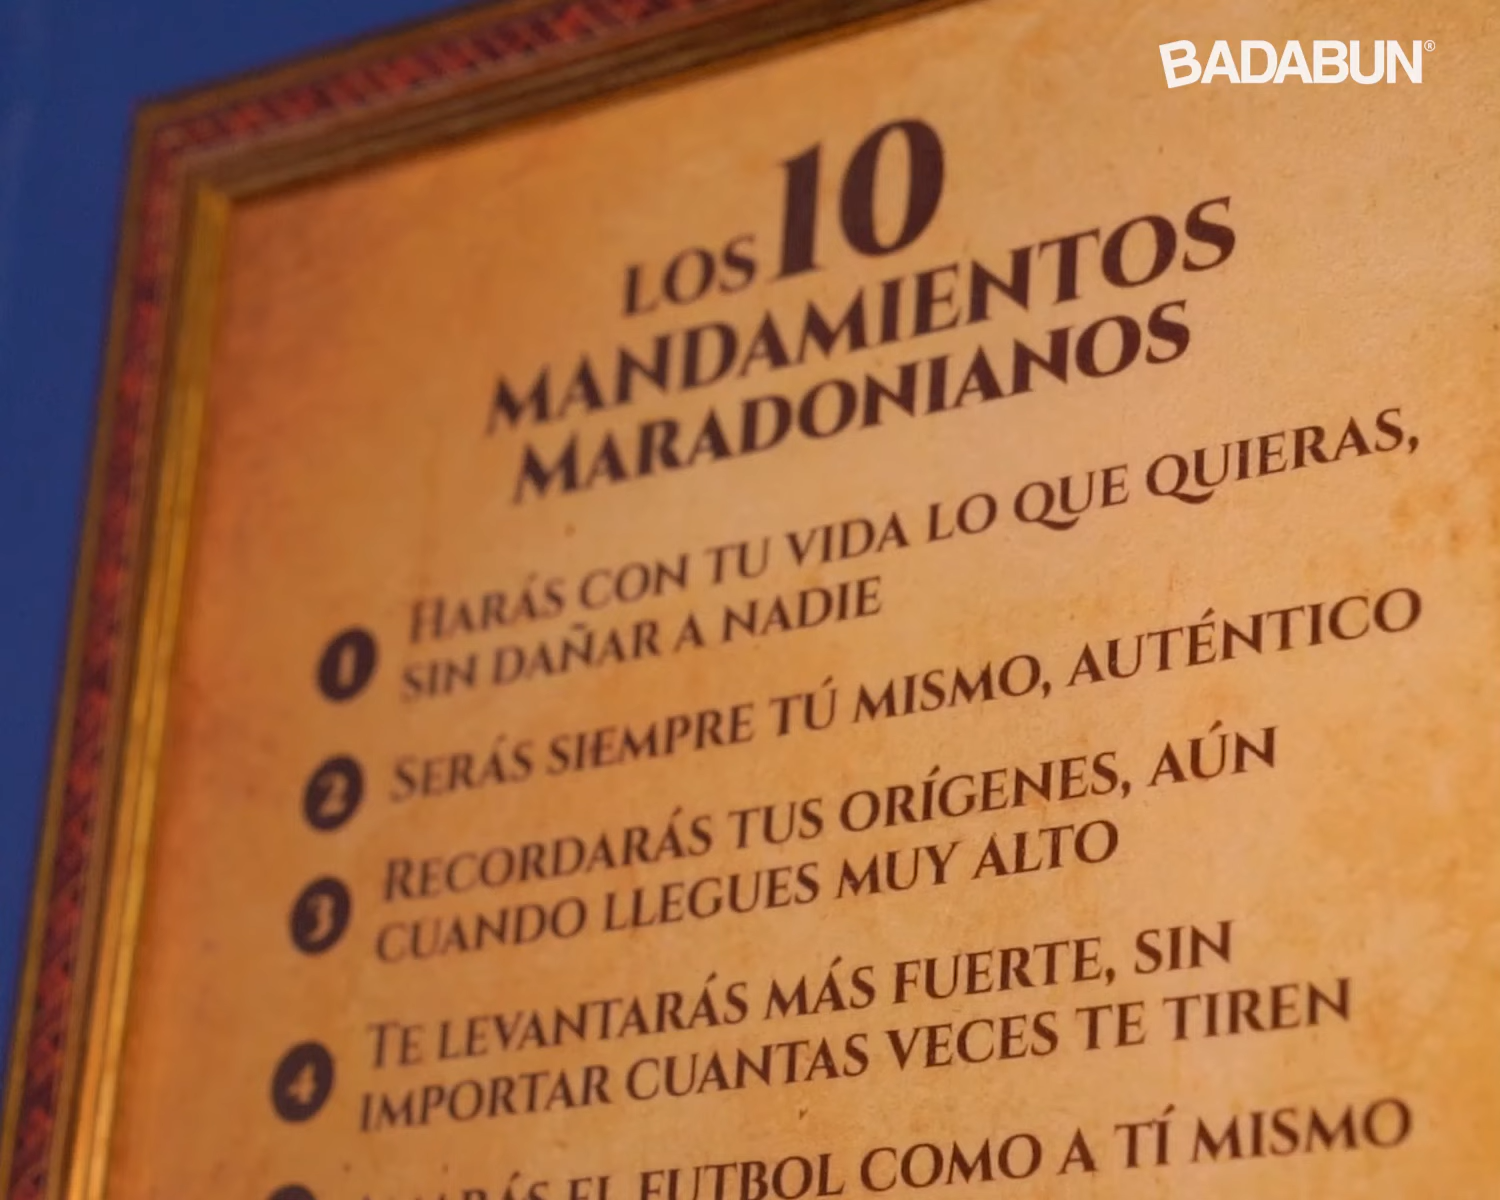 BADABUN®
LOS 10
MANDAMIENTOS
MARADONIANOS
1 HARÁS CON TU VIDA LO QUE QUIERAS,
SIN DAÑAR A NADIE
2 SERÁS SIEMPRE TÚ MISMO, AUTÉNTICO
3 RECORDARÁS TUS ORÍGENES, AÚN
CUANDO LLEGUES MUY ALTO
4 TE LEVANTARÁS MÁS FUERTE, SIN
IMPORTAR CUANTAS VECES TE TIREN
EL FUTBOL COMO A TÍ MISMO